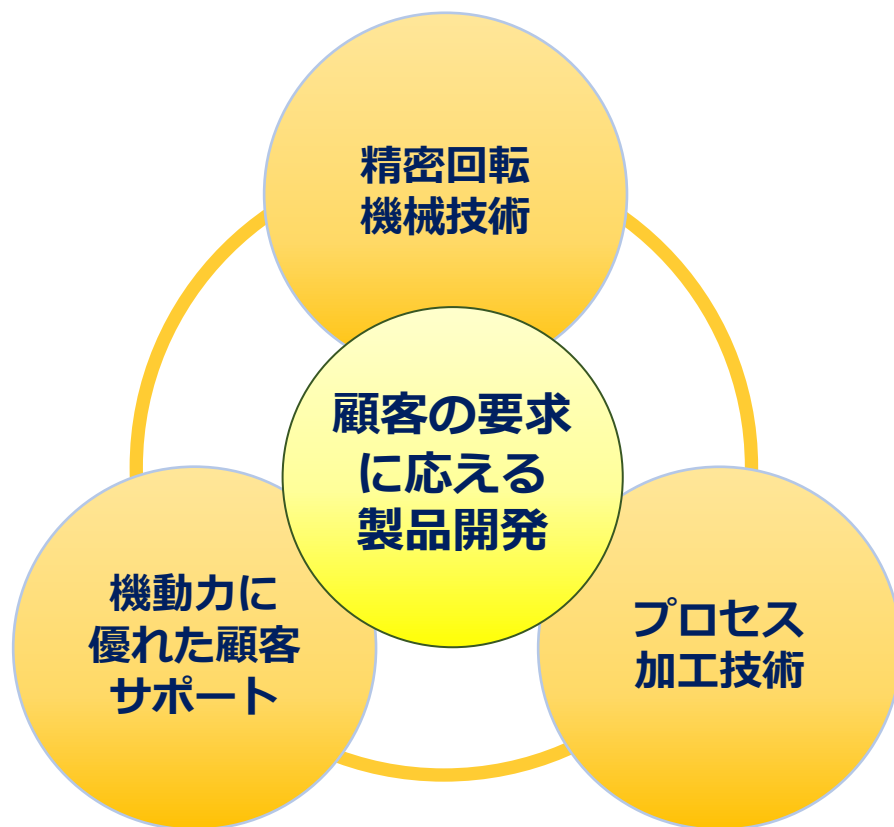 精密回転
機械技術
顧客の要求
に応える
製品開発
機動力に
優れた顧客
サポート
プロセス
加工技術